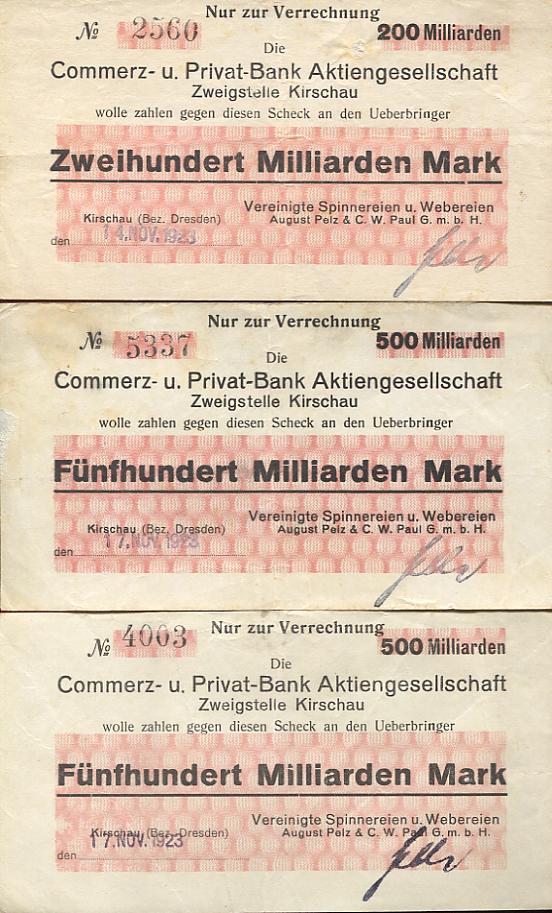 Nur zur Verrechnung
№ 2560 200 Milliarden
Die
Commerz- u. Privat-Bank Aktiengesellschaft
Zweigstelle Kirschau
wolle zahlen gegen diesen Scheck an den Ueberbringer
Zweihundert Milliarden Mark
Vereinigte Spinnereien u. Webereien
Kirschau (Bez. Dresden) August Pelz & C. W. Paul G. m. b. H.
den 14. NOV. 1923
Nur zur Verrechnung
№ 5337 500 Milliarden
Die
Commerz- u. Privat-Bank Aktiengesellschaft
Zweigstelle Kirschau
wolle zahlen gegen diesen Scheck an den Ueberbringer
Fünfhundert Milliarden Mark
Vereinigte Spinnereien u. Webereien
Kirschau (Bez. Dresden) August Pelz & C. W. Paul G. m. b. H.
den 17. NOV. 1923
Nur zur Verrechnung
№ 4003 500 Milliarden
Die
Commerz- u. Privat-Bank Aktiengesellschaft
Zweigstelle Kirschau
wolle zahlen gegen diesen Scheck an den Ueberbringer
Fünfhundert Milliarden Mark
Vereinigte Spinnereien u. Webereien
Kirschau (Bez. Dresden) August Pelz & C. W. Paul G. m. b. H.
den 17. NOV. 1923